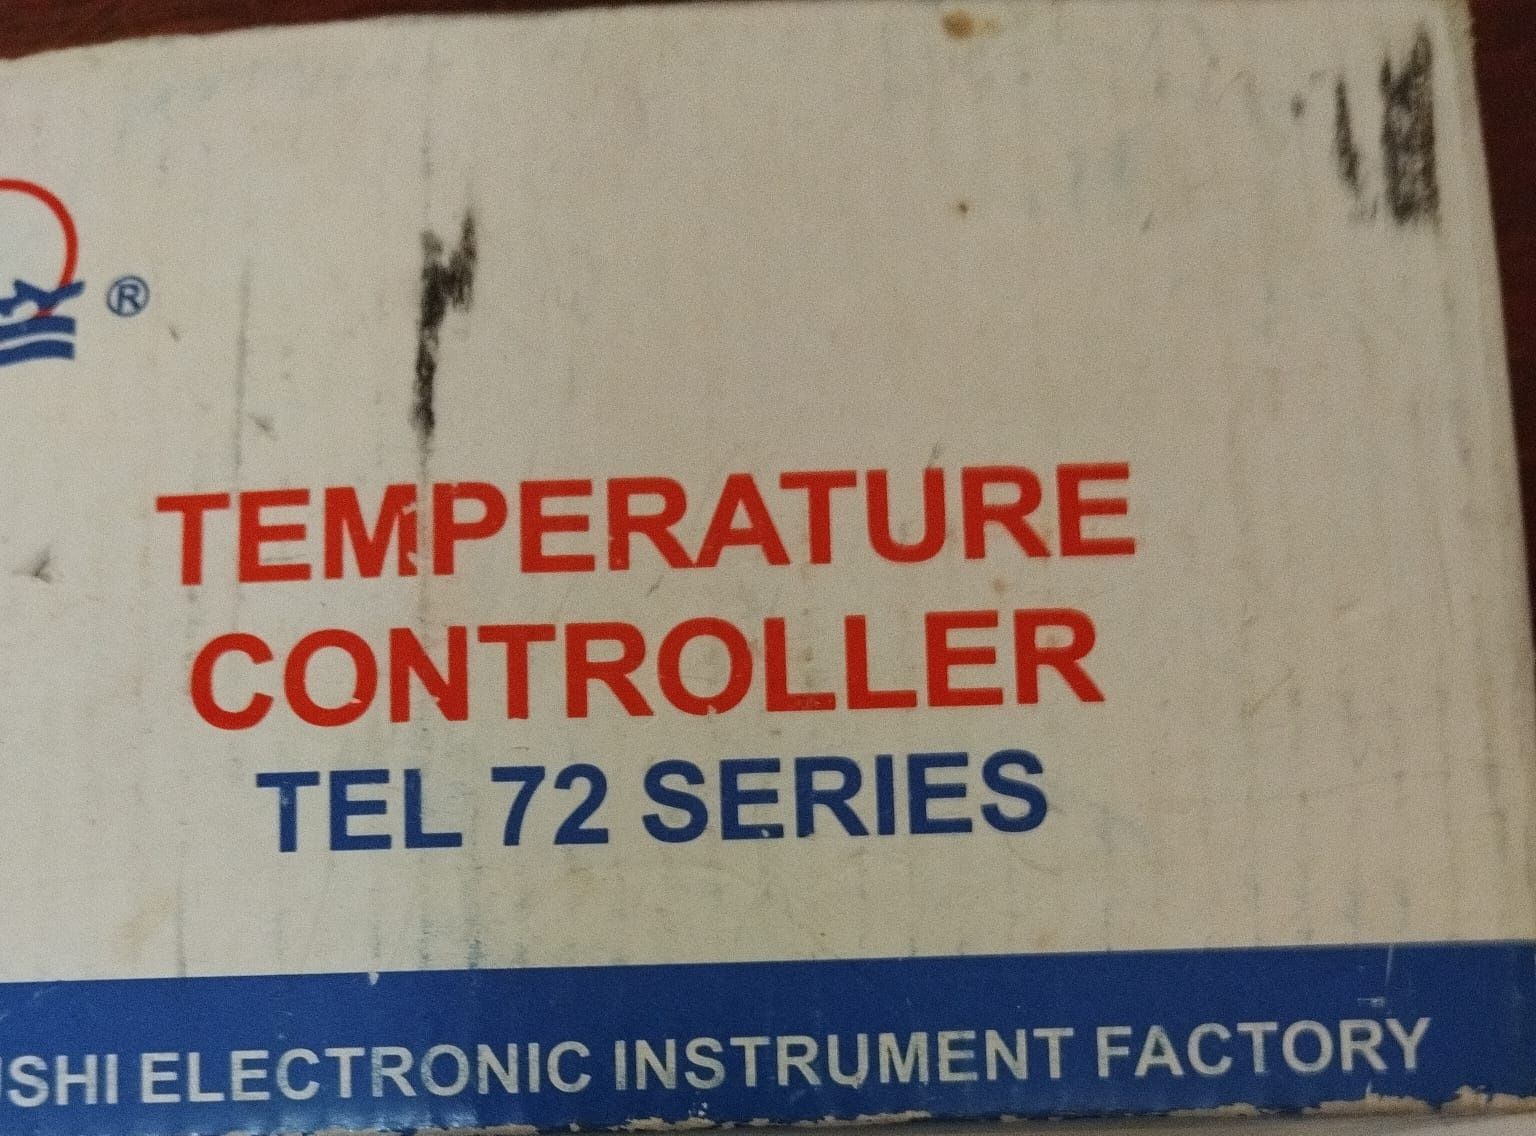 ®
TEMPERATURE
CONTROLLER
TEL 72 SERIES
ELECTRONIC INSTRUMENT FACTORY